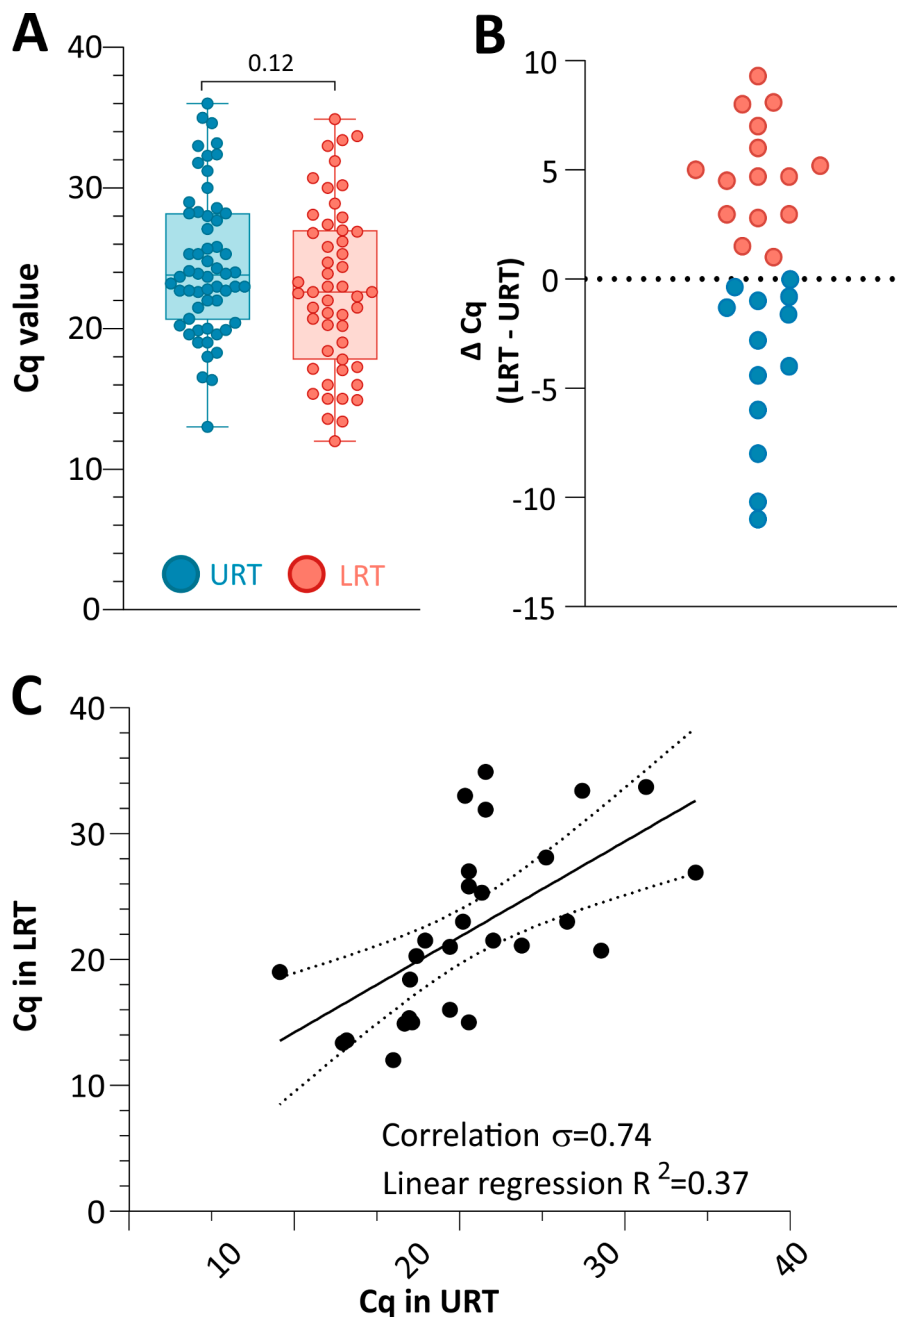 A
40
30
20
10
0
Cq value
0.12
URT
LRT
B
10
5
0
-5
-10
-15
Δ Cq
(LRT - URT)
C
40
30
20
10
0
Cq in LRT
Correlation σ=0.74
Linear regression R²=0.37
10
20
30
40
Cq in URT